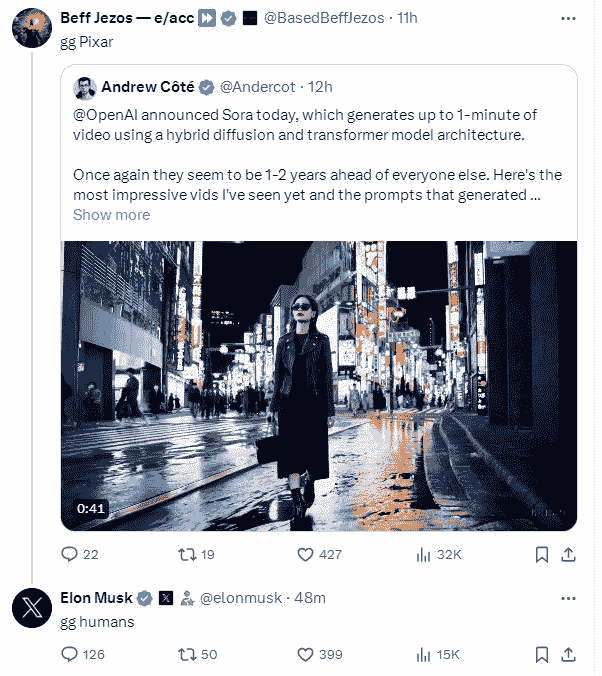 Beff Jezos — e/acc @BasedBeffJezos · 11h
gg Pixar
Andrew Côté @Andercot · 12h
@OpenAI announced Sora today, which generates up to 1-minute of
video using a hybrid diffusion and transformer model architecture.
Once again they seem to be 1-2 years ahead of everyone else. Here's the
most impressive vids I've seen yet and the prompts that generated ...
Show more
0:41
22 19 427 32K
Elon Musk @elonmusk · 48m
gg humans
126 50 399 15K